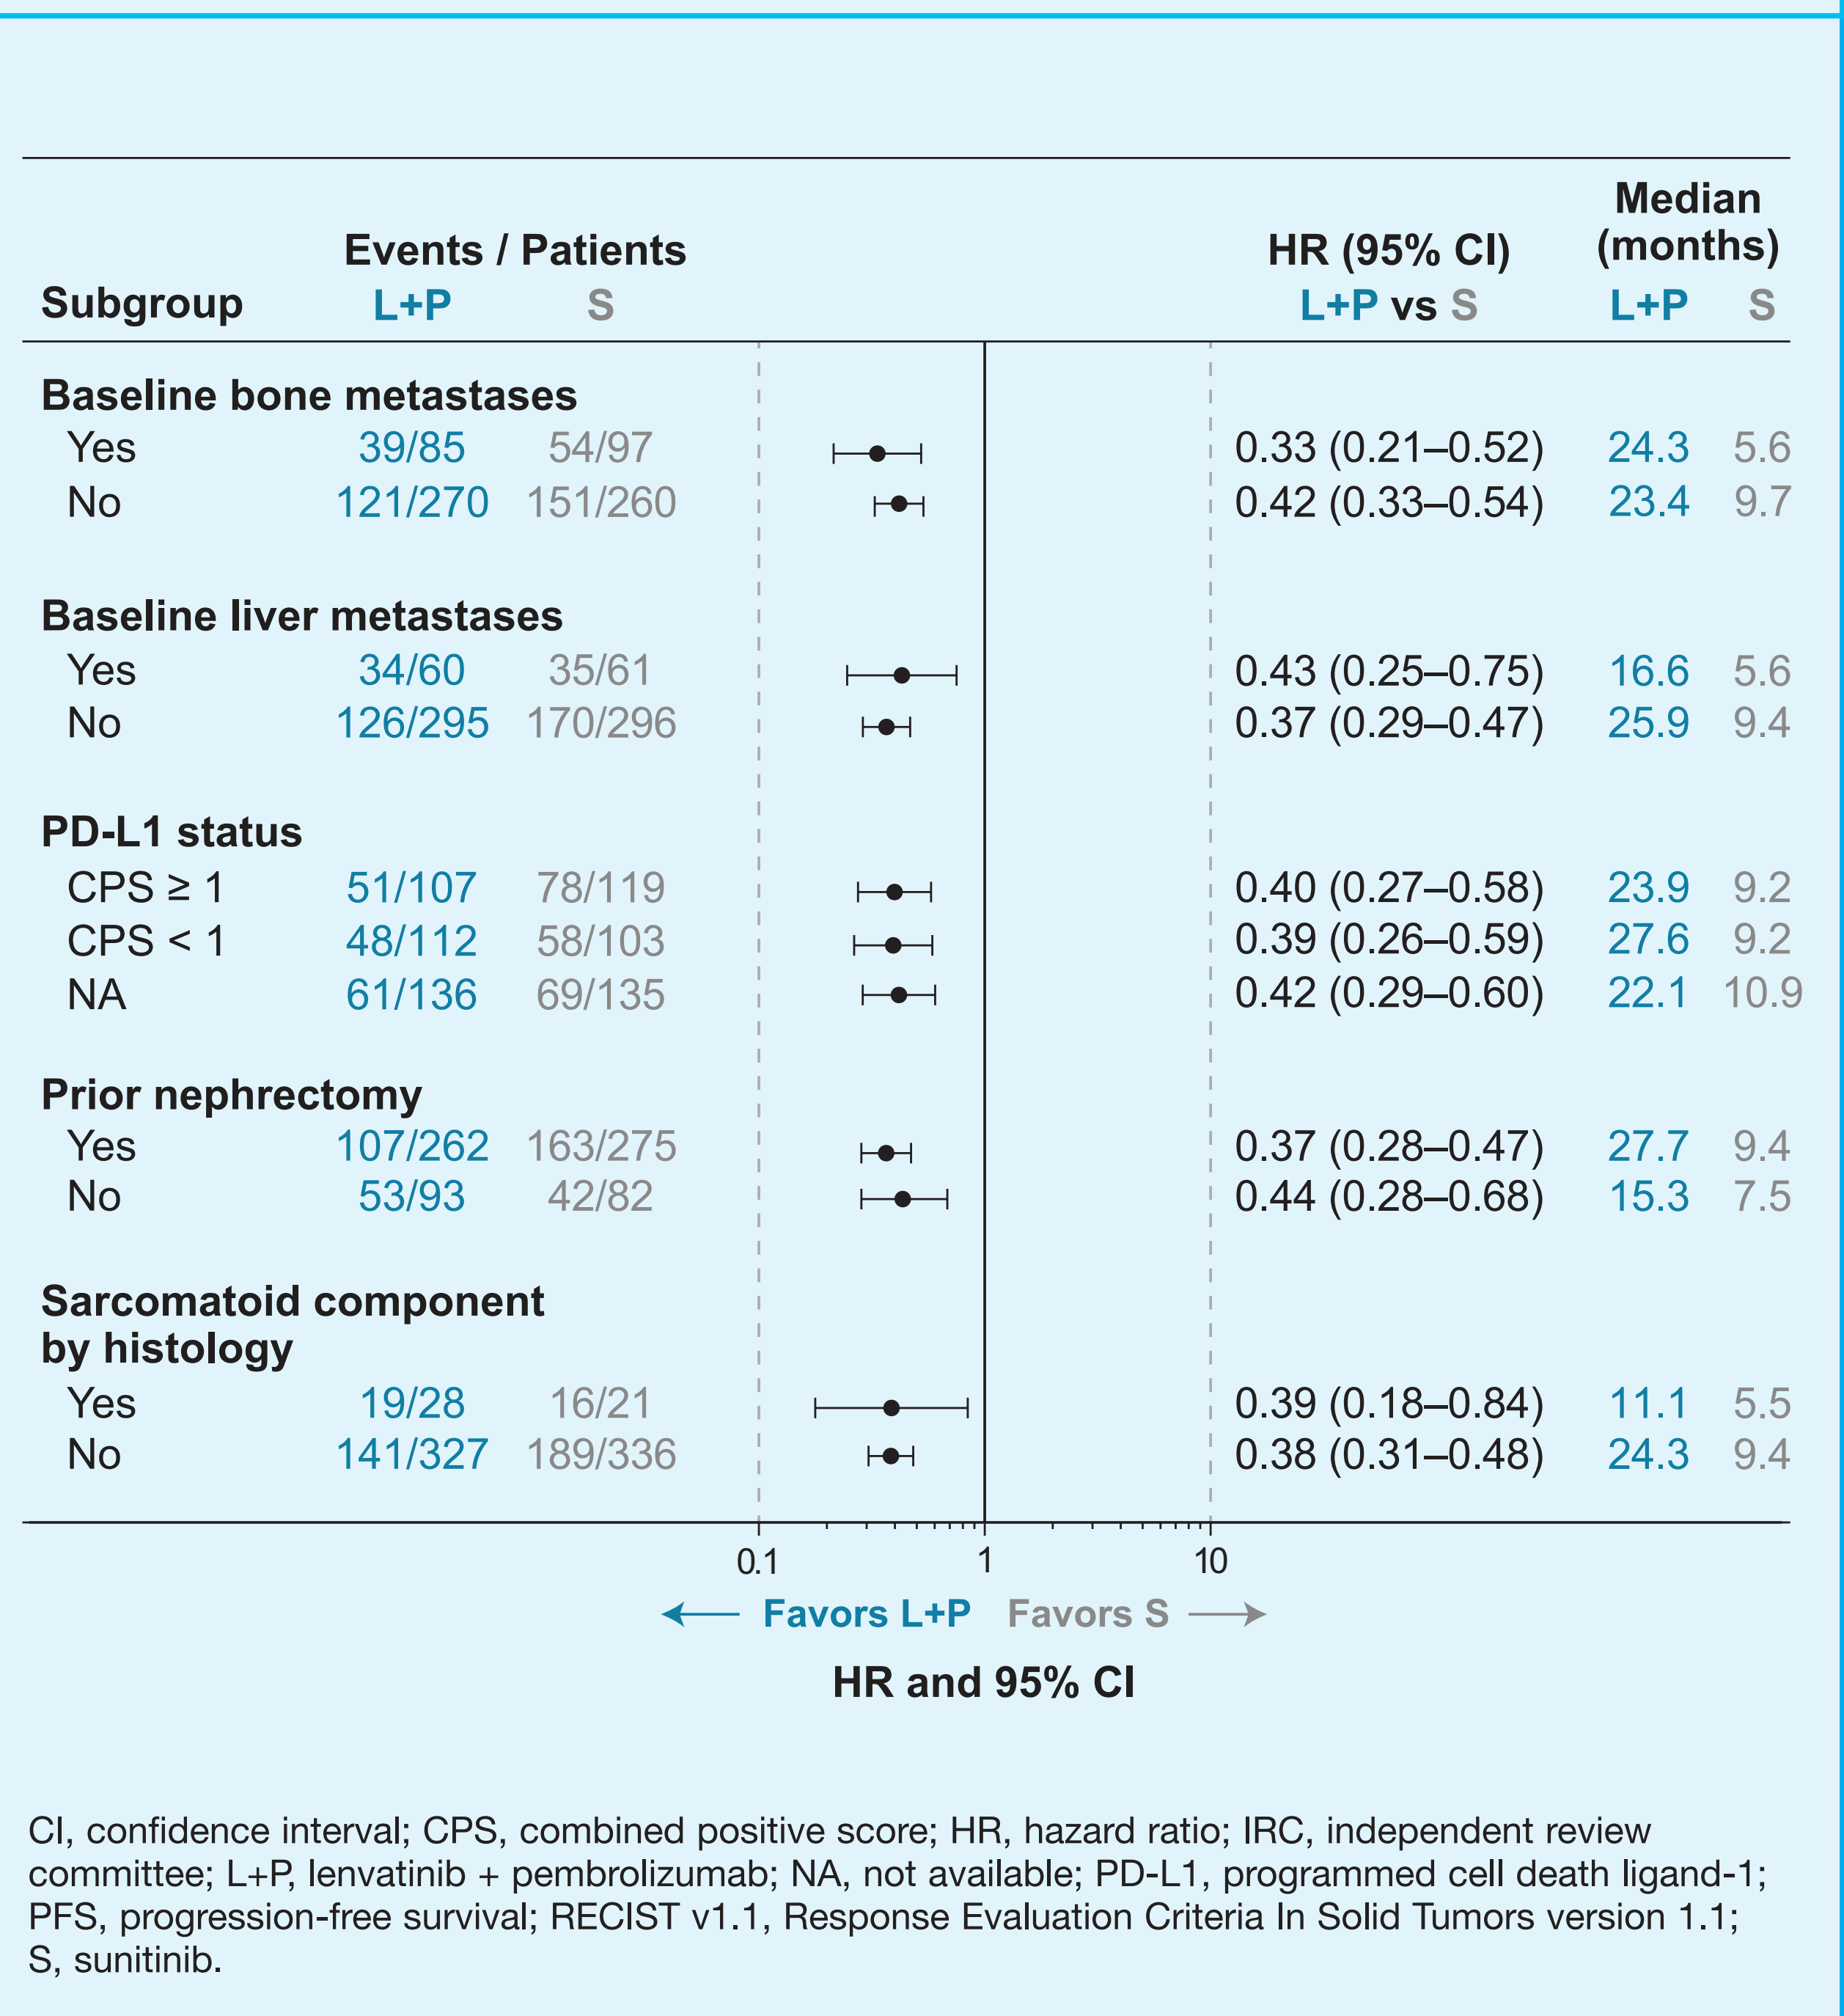 Median
Events / Patients HR (95% CI) (months)
Subgroup L+P S L+P vs S L+P S
Baseline bone metastases
Yes 39/85 54/97 0.33 (0.21–0.52) 24.3 5.6
No 121/270 151/260 0.42 (0.33–0.54) 23.4 9.7
Baseline liver metastases
Yes 34/60 35/61 0.43 (0.25–0.75) 16.6 5.6
No 126/295 170/296 0.37 (0.29–0.47) 25.9 9.4
PD-L1 status
CPS ≥ 1 51/107 78/119 0.40 (0.27–0.58) 23.9 9.2
CPS < 1 48/112 58/103 0.39 (0.26–0.59) 27.6 9.2
NA 61/136 69/135 0.42 (0.29–0.60) 22.1 10.9
Prior nephrectomy
Yes 107/262 163/275 0.37 (0.28–0.47) 27.7 9.4
No 53/93 42/82 0.44 (0.28–0.68) 15.3 7.5
Sarcomatoid component
by histology
Yes 19/28 16/21 0.39 (0.18–0.84) 11.1 5.5
No 141/327 189/336 0.38 (0.31–0.48) 24.3 9.4
0.1 1 10
Favors L+P Favors S
HR and 95% CI
CI, confidence interval; CPS, combined positive score; HR, hazard ratio; IRC, independent review
committee; L+P, lenvatinib + pembrolizumab; NA, not available; PD-L1, programmed cell death ligand-1;
PFS, progression-free survival; RECIST v1.1, Response Evaluation Criteria In Solid Tumors version 1.1;
S, sunitinib.